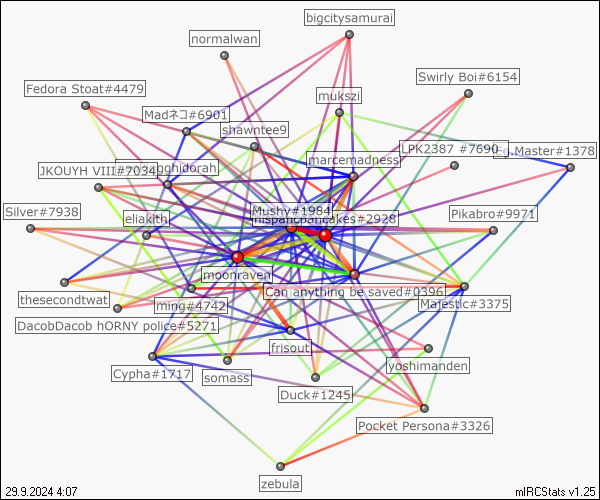 bigcitysamurai
normalwan
Swirly Boi#6154
Fedora Stoat#4479
mukszi
Madネコ#6901
shawntee9
LPK2387 #7690
.Master#1378
marcemadness
JKOUYH VIII#7034
ghidorah
Silver#7938
eliakith
Mushy#1984
cakes#2928
Pikabro#9971
moonraven
Can anything be saved#0396
thesecondtwat
ming#4742
Majestic#3375
DacobDacob hORNY police#5271
frisout
yoshimanden
Cypha#1717
somass
Duck#1245
Pocket Persona#3326
zebula
29.9.2024 4:07
mIRCStats v1.25